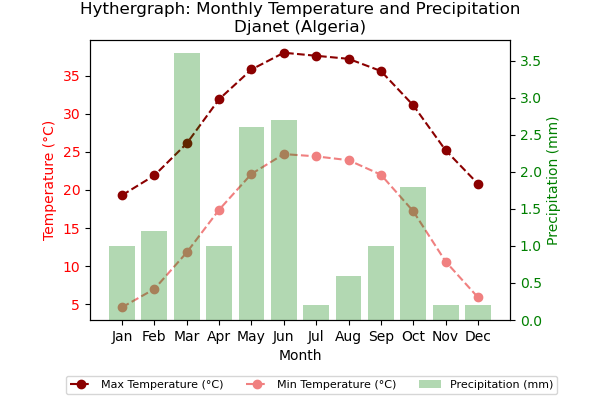 Hythergraph: Monthly Temperature and Precipitation
Djanet (Algeria)
Temperature (°C)
35
30
25
20
15
10
5
Precipitation (mm)
3.5
3.0
2.5
2.0
1.5
1.0
0.5
0.0
Jan Feb Mar Apr May Jun Jul Aug Sep Oct Nov Dec
Month
Max Temperature (°C) Min Temperature (°C) Precipitation (mm)